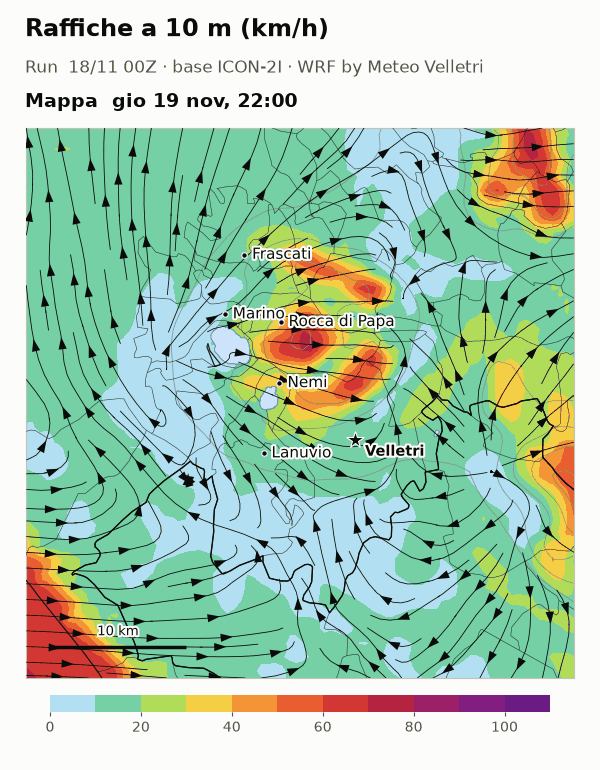 Raffiche a 10 m (km/h)
Run  18/11 00Z · base ICON-2I · WRF by Meteo Velletri
Mappa  gio 19 nov, 22:00
Frascati
Marino
Rocca di Papa
Nemi
Velletri
Lanuvio
10 km
0 20 40 60 80 100